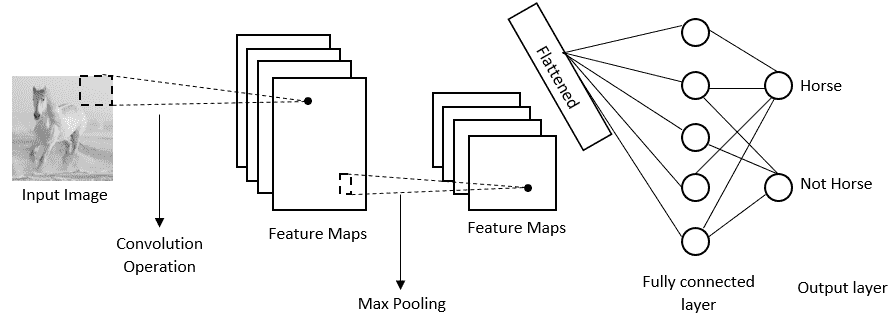 Input Image
Convolution
Operation
Feature Maps
Max Pooling
Feature Maps
Flattened
Fully connected
layer
Horse
Not Horse
Output layer